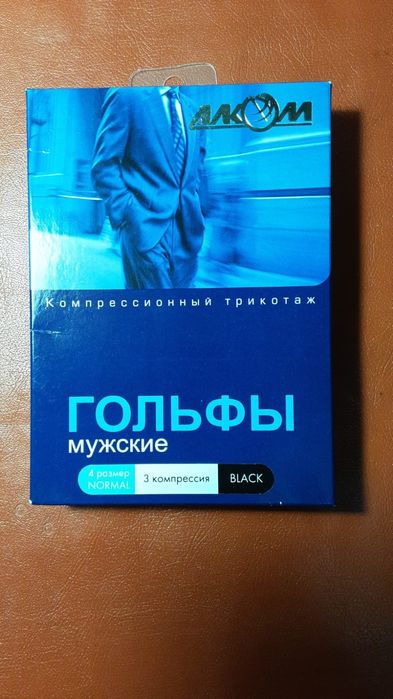 АЛКОМ
Компрессионный трикотаж
ГОЛЬФЫ
мужские
4 размер
NORMAL
3 компрессия
BLACK